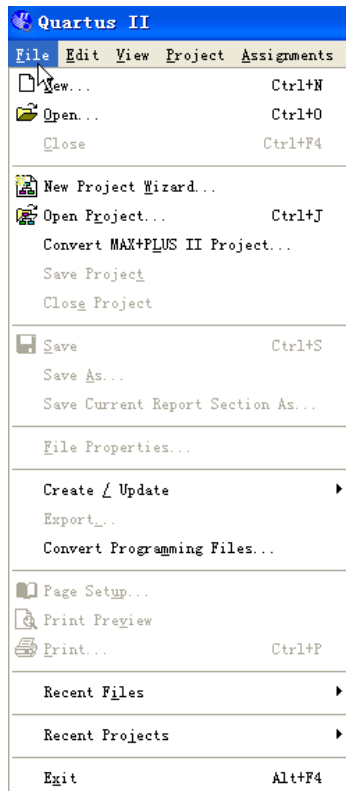 Quartus II
File Edit View Project Assignments
New... Ctrl+N
Open... Ctrl+O
Close Ctrl+F4
New Project Wizard...
Open Project... Ctrl+J
Convert MAX+PLUS II Project...
Save Project
Close Project
Save Ctrl+S
Save As...
Save Current Report Section As...
File Properties...
Create / Update
Export...
Convert Programming Files...
Page Setup...
Print Preview
Print... Ctrl+P
Recent Files
Recent Projects
Exit Alt+F4